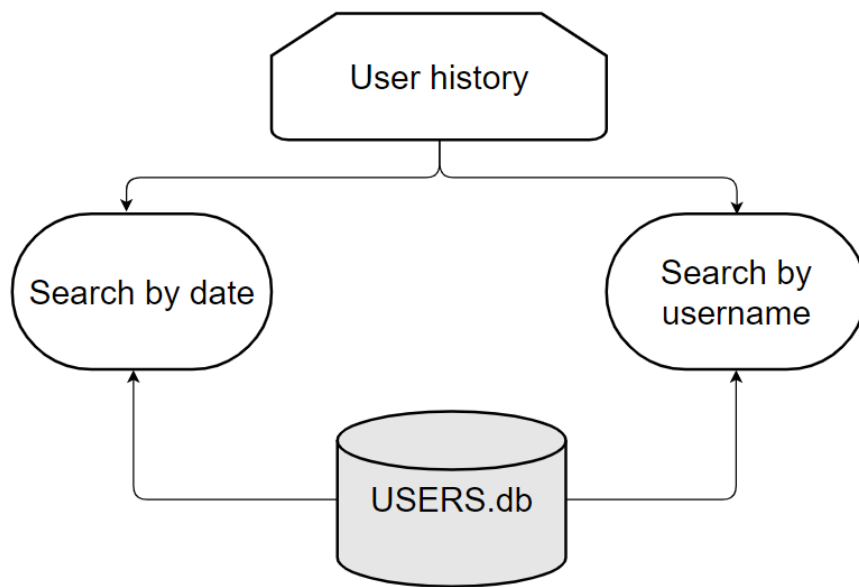 User history
Search by date
Search by
username
USERS.db